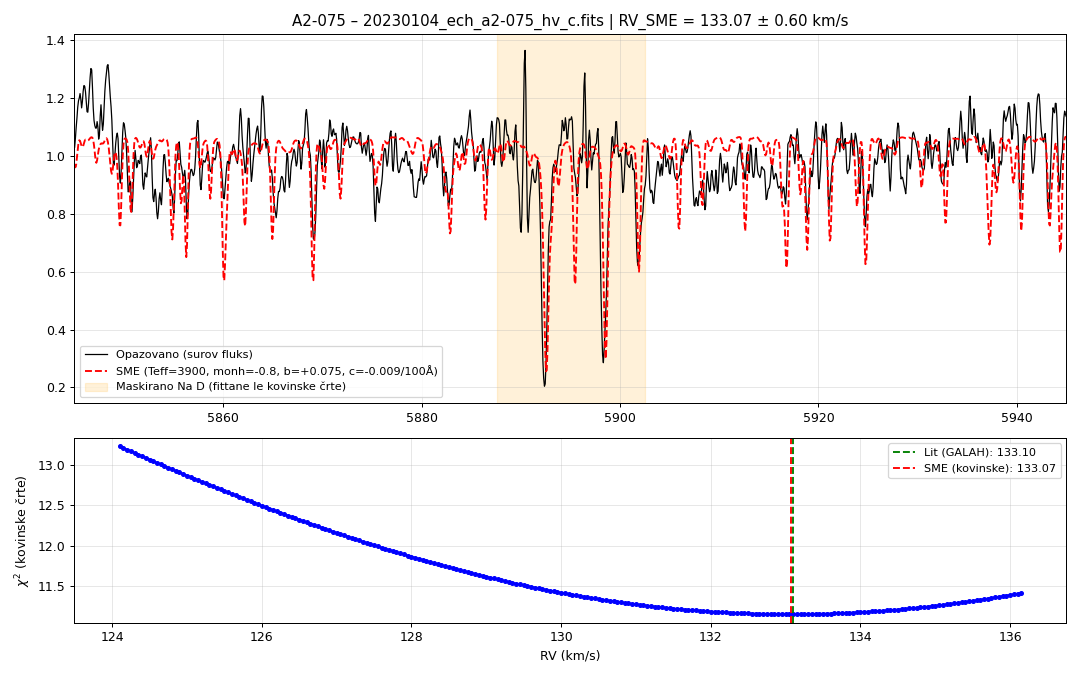 A2-075 – 20230104_ech_a2-075_hv_c.fits | RV_SME = 133.07 ± 0.60 km/s
1.4
1.2
1.0
0.8
0.6
0.4
0.2
Opazovano (surov fluks)
SME (Teff=3900, monh=-0.8, b=+0.075, c=-0.009/100Å)
Maskirano Na D (fittane le kovinske črte)
5860 5880 5900 5920 5940
13.0
12.5
12.0
11.5
χ² (kovinske črte)
Lit (GALAH): 133.10
SME (kovinske): 133.07
124 126 128 130 132 134 136
RV (km/s)